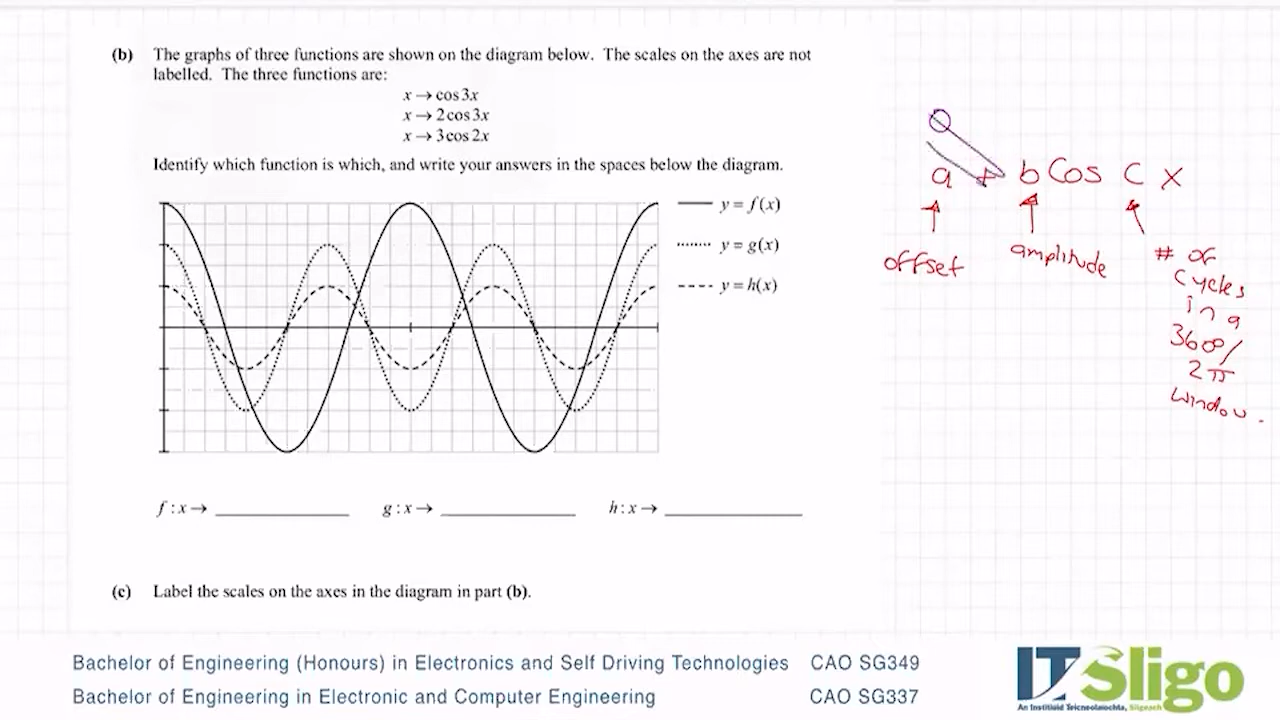 (b) The graphs of three functions are shown on the diagram below. The scales on the axes are not
labelled. The three functions are:
x → cos 3x
x → 2 cos 3x
x → 3 cos 2x
Identify which function is which, and write your answers in the spaces below the diagram.
y = f(x)
y = g(x)
y = h(x)
f : x → ____________
g : x → ____________
h : x → ____________
(c) Label the scales on the axes in the diagram in part (b).
a + b Cos C x
offset
amplitude
# of
cycles
in a
360°/
2π
window.
Bachelor of Engineering (Honours) in Electronics and Self Driving Technologies CAO SG349
Bachelor of Engineering in Electronic and Computer Engineering CAO SG337
IT Sligo
An Institiúid Teicneolaíochta, Sligeach